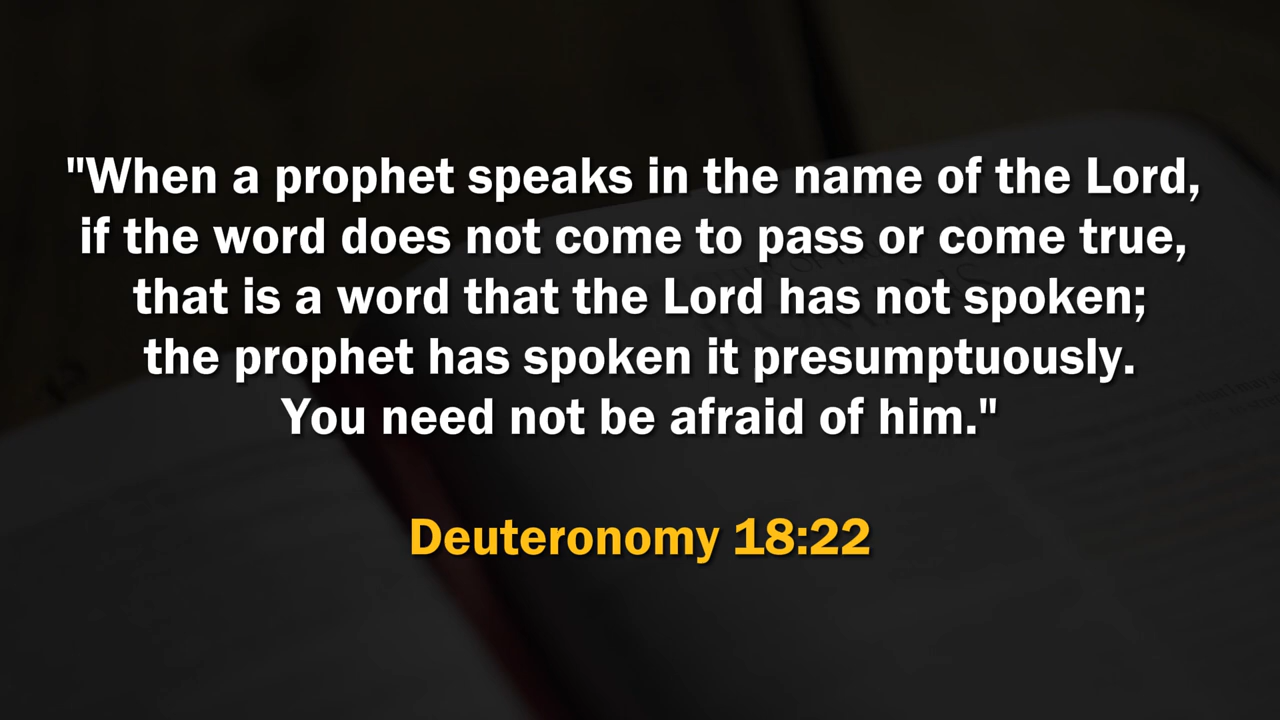 "When a prophet speaks in the name of the Lord,
if the word does not come to pass or come true,
that is a word that the Lord has not spoken;
the prophet has spoken it presumptuously.
You need not be afraid of him."
Deuteronomy 18:22